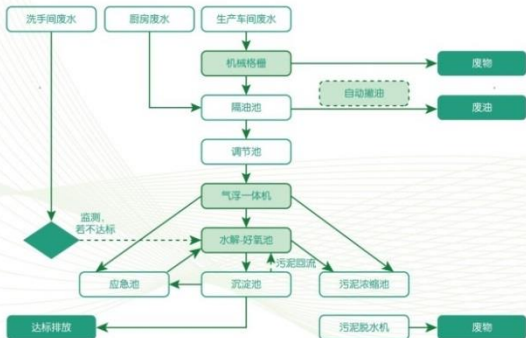 洗手间废水
厨房废水
生产车间废水
机械格栅
废物
自动撇油
隔油池
废油
调节池
气浮一体机
监测，
若不达标
水解-好氧池
污泥回流
应急池
沉淀池
污泥浓缩池
达标排放
污泥脱水机
废物